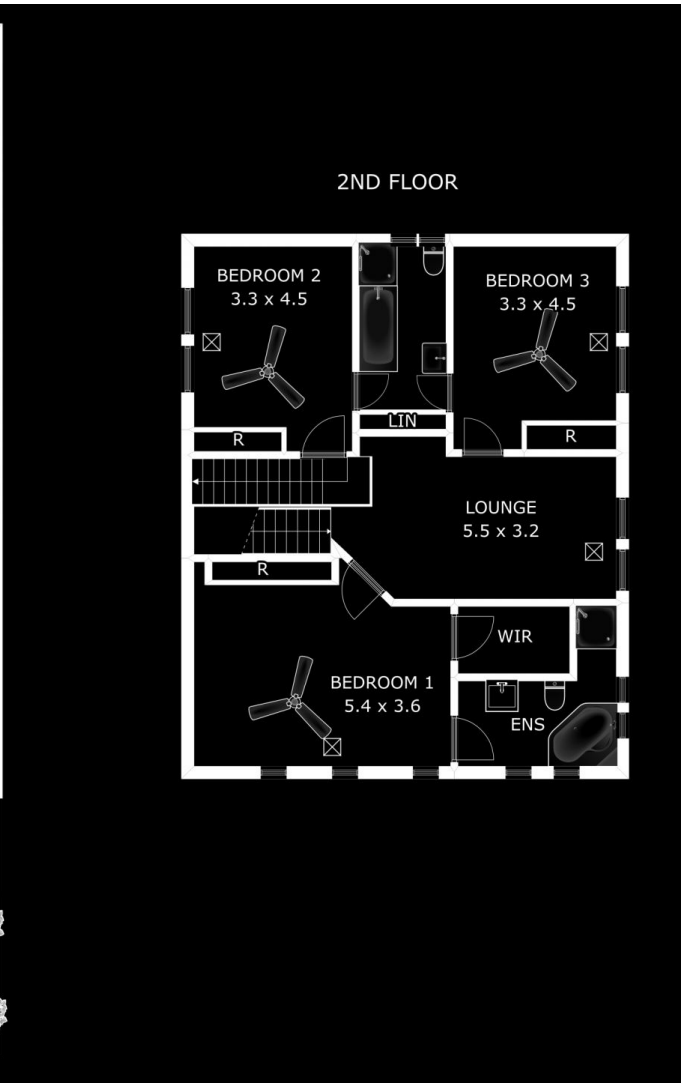 2ND FLOOR
BEDROOM 2
3.3 x 4.5
BEDROOM 3
3.3 x 4.5
LIN
R
R
LOUNGE
5.5 x 3.2
R
WIR
BEDROOM 1
5.4 x 3.6
ENS